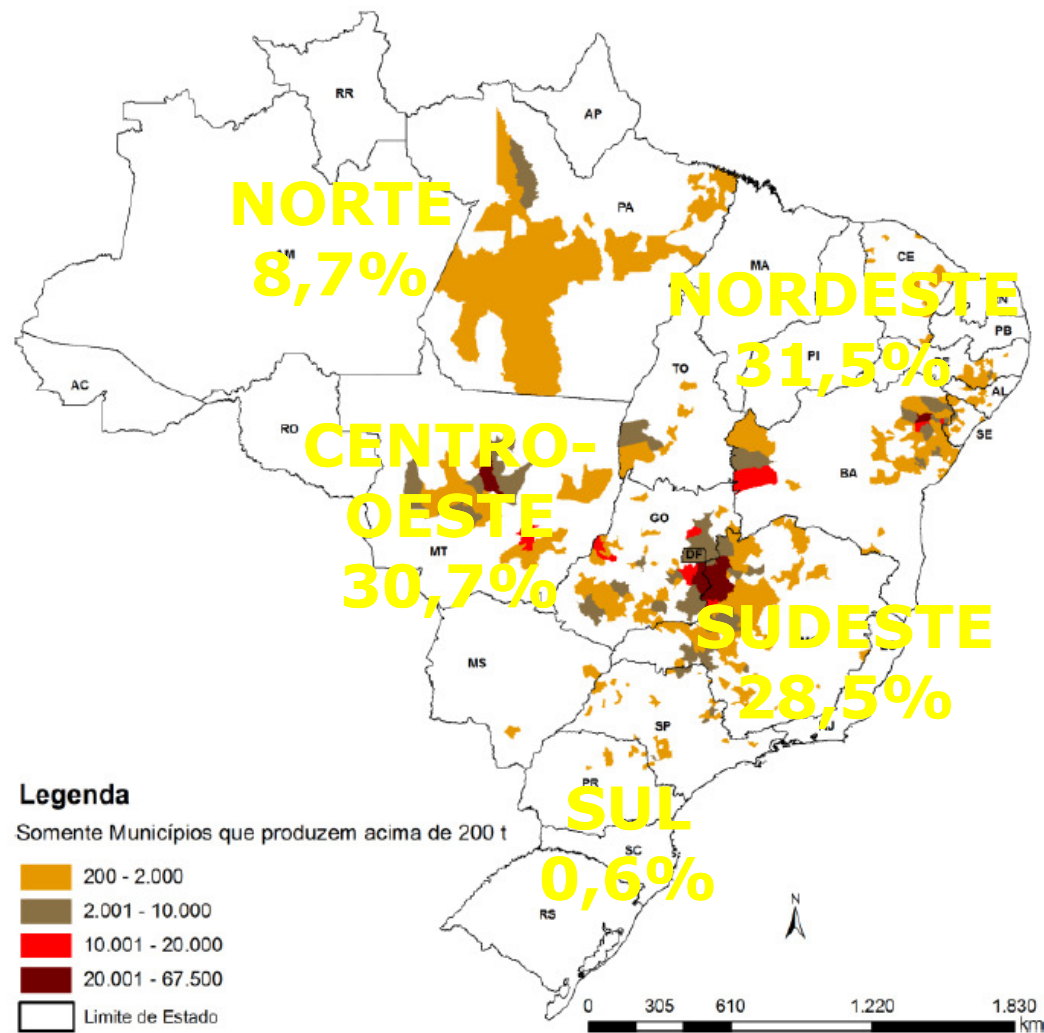 RR
AP
NORTE
8,7%
AM
PA
MA
CE
NORDESTE
31,5%
RN
PB
PI
AC
TO
AL
SE
RO
CENTRO-
OESTE
30,7%
BA
MT
GO
DF
SUDESTE
28,5%
MS
SP
PR
SUL
0,6%
SC
RS
Legenda
Somente Municípios que produzem acima de 200 t
200 - 2.000
2.001 - 10.000
10.001 - 20.000
20.001 - 67.500
Limite de Estado
N
0 305 610 1.220 1.830
km